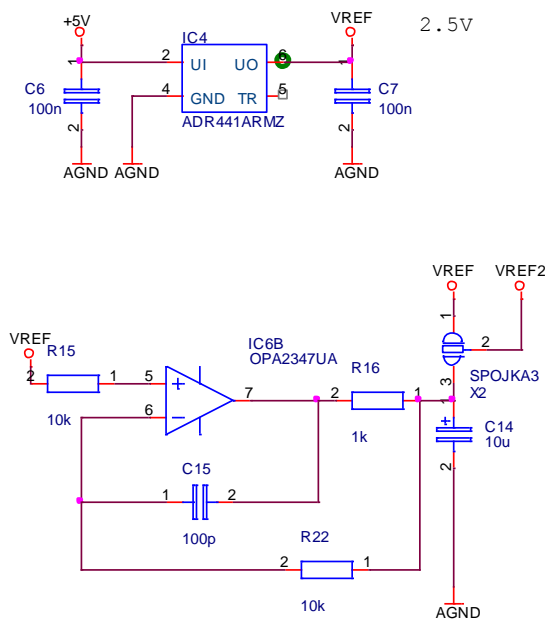 +5V
VREF
2.5V
IC4
1
2
UI
UO
6
1
C6
100n
4
GND
TR
5
C7
100n
2
ADR441ARMZ
2
AGND
AGND
AGND
VREF
VREF2
VREF
R15
IC6B
OPA2347UA
R16
1
2
2
1
5
+
7
2
1
3
SPOJKA3
X2
10k
6
-
1k
1
+
C14
10u
C15
1
2
2
100p
R22
2
1
10k
AGND